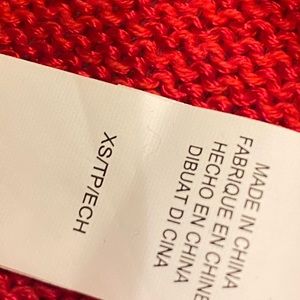 MADE IN CHINA
FABRIQUE EN CHINE
HECHO EN CHINA
DIBUAT DI CINA
XS/TP/ECH